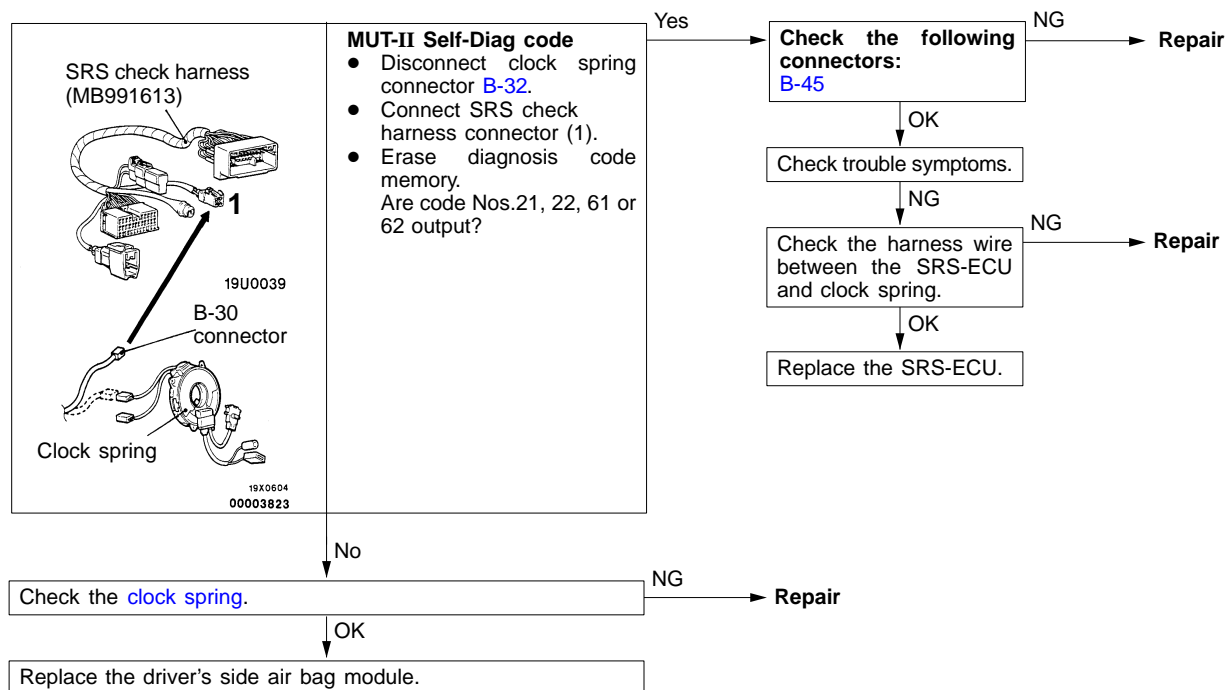 SRS check harness
(MB991613)
1
19U0039
B-30
connector
Clock spring
19X0604
00003823
MUT-II Self-Diag code
● Disconnect clock spring
connector B-32.
● Connect SRS check
harness connector (1).
● Erase diagnosis code
memory.
Are code Nos.21, 22, 61 or
62 output?
Yes
Check the following
connectors:
B-45
NG
Repair
OK
Check trouble symptoms.
NG
Check the harness wire
between the SRS-ECU
and clock spring.
NG
Repair
OK
Replace the SRS-ECU.
No
Check the clock spring.
NG
Repair
OK
Replace the driver's side air bag module.